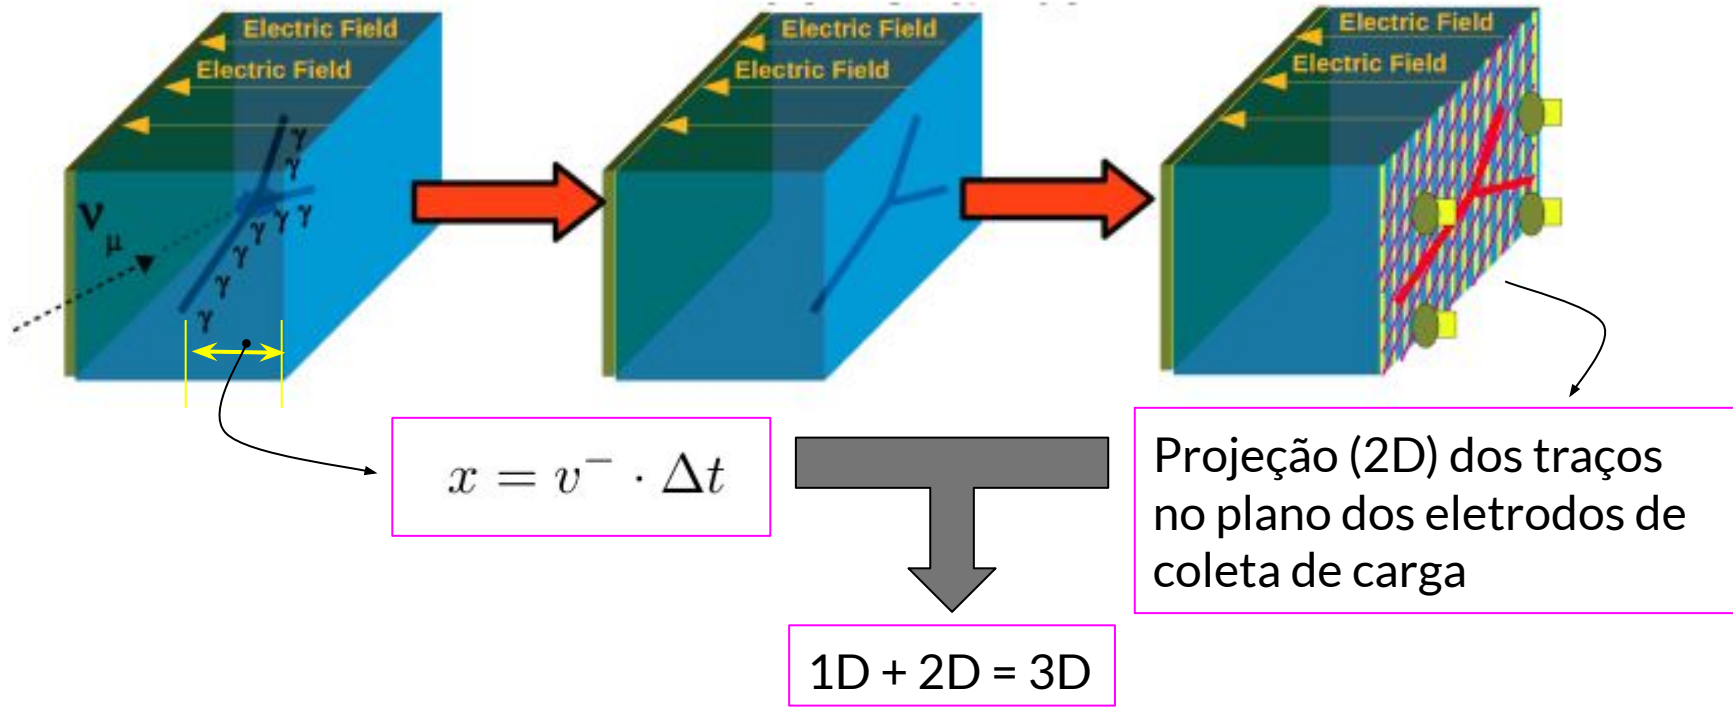 Electric Field
Electric Field
γ
γ
γ
γ
γ
γ
γ
γ
γ
ν
μ
Electric Field
Electric Field
Electric Field
Electric Field
x = v⁻ · Δt
Projeção (2D) dos traços
no plano dos eletrodos de
coleta de carga
1D + 2D = 3D